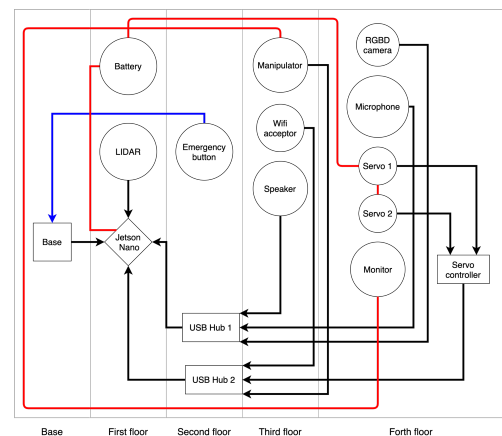 RGBD
camera
Battery
Manipulator
Microphone
Wifi
acceptor
LIDAR
Emergency
button
Servo 1
Speaker
Servo 2
Base
Jetson
Nano
Monitor
Servo
controller
USB Hub 1
USB Hub 2
Base
First floor
Second floor
Third floor
Forth floor